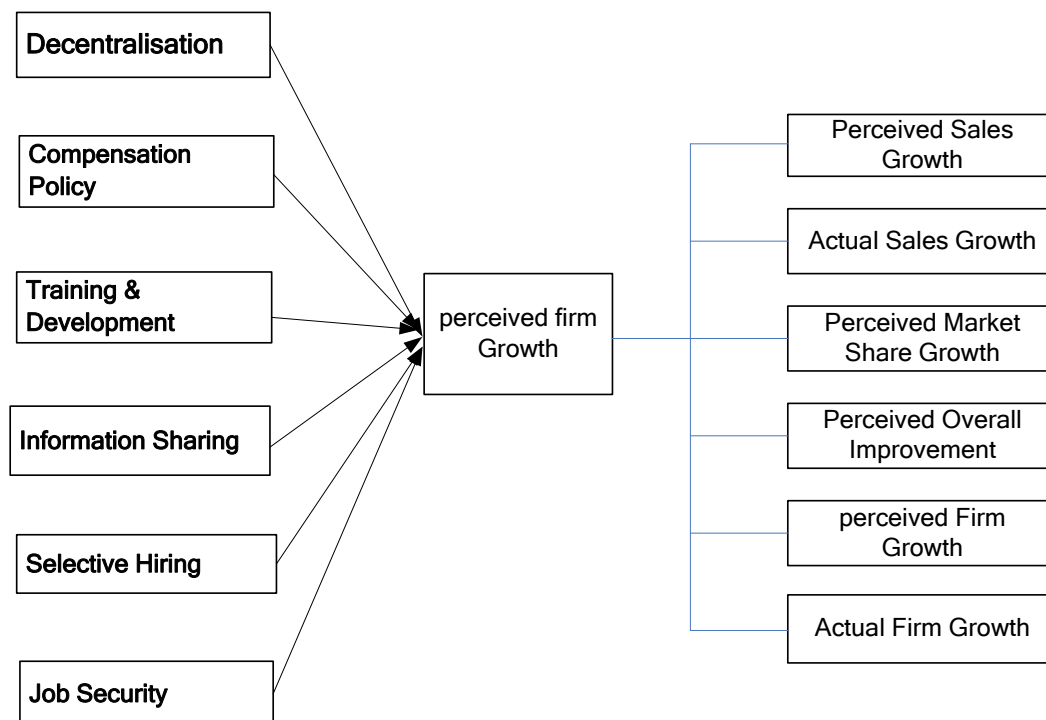 Decentralisation
Compensation
Policy
Training &
Development
Information Sharing
Selective Hiring
Job Security
perceived firm
Growth
Perceived Sales
Growth
Actual Sales Growth
Perceived Market
Share Growth
Perceived Overall
Improvement
perceived Firm
Growth
Actual Firm Growth